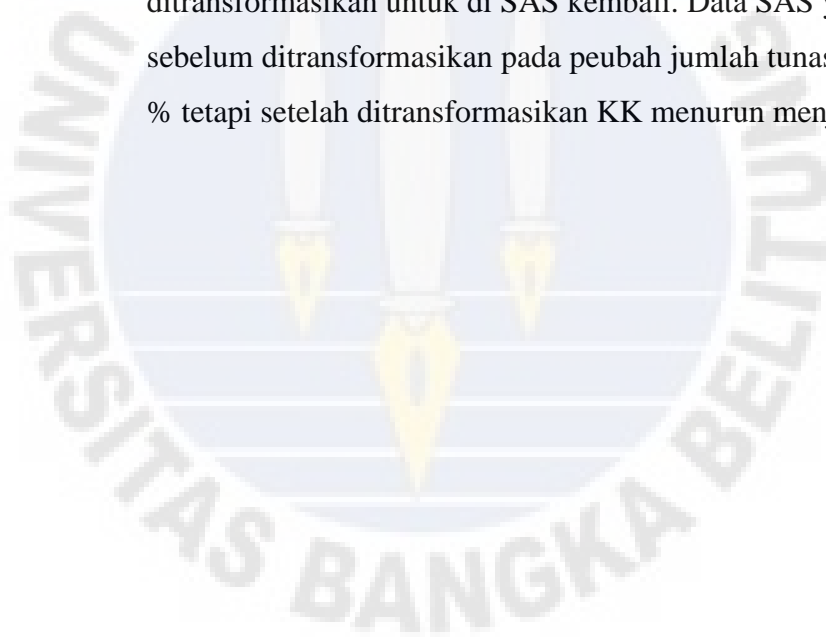 ditransformasikan untuk di SAS kembali. Data SAS
sebelum ditransformasikan pada peubah jumlah tunas
% tetapi setelah ditransformasikan KK menurun
UNIVERSITAS BANGKA BELITUNG